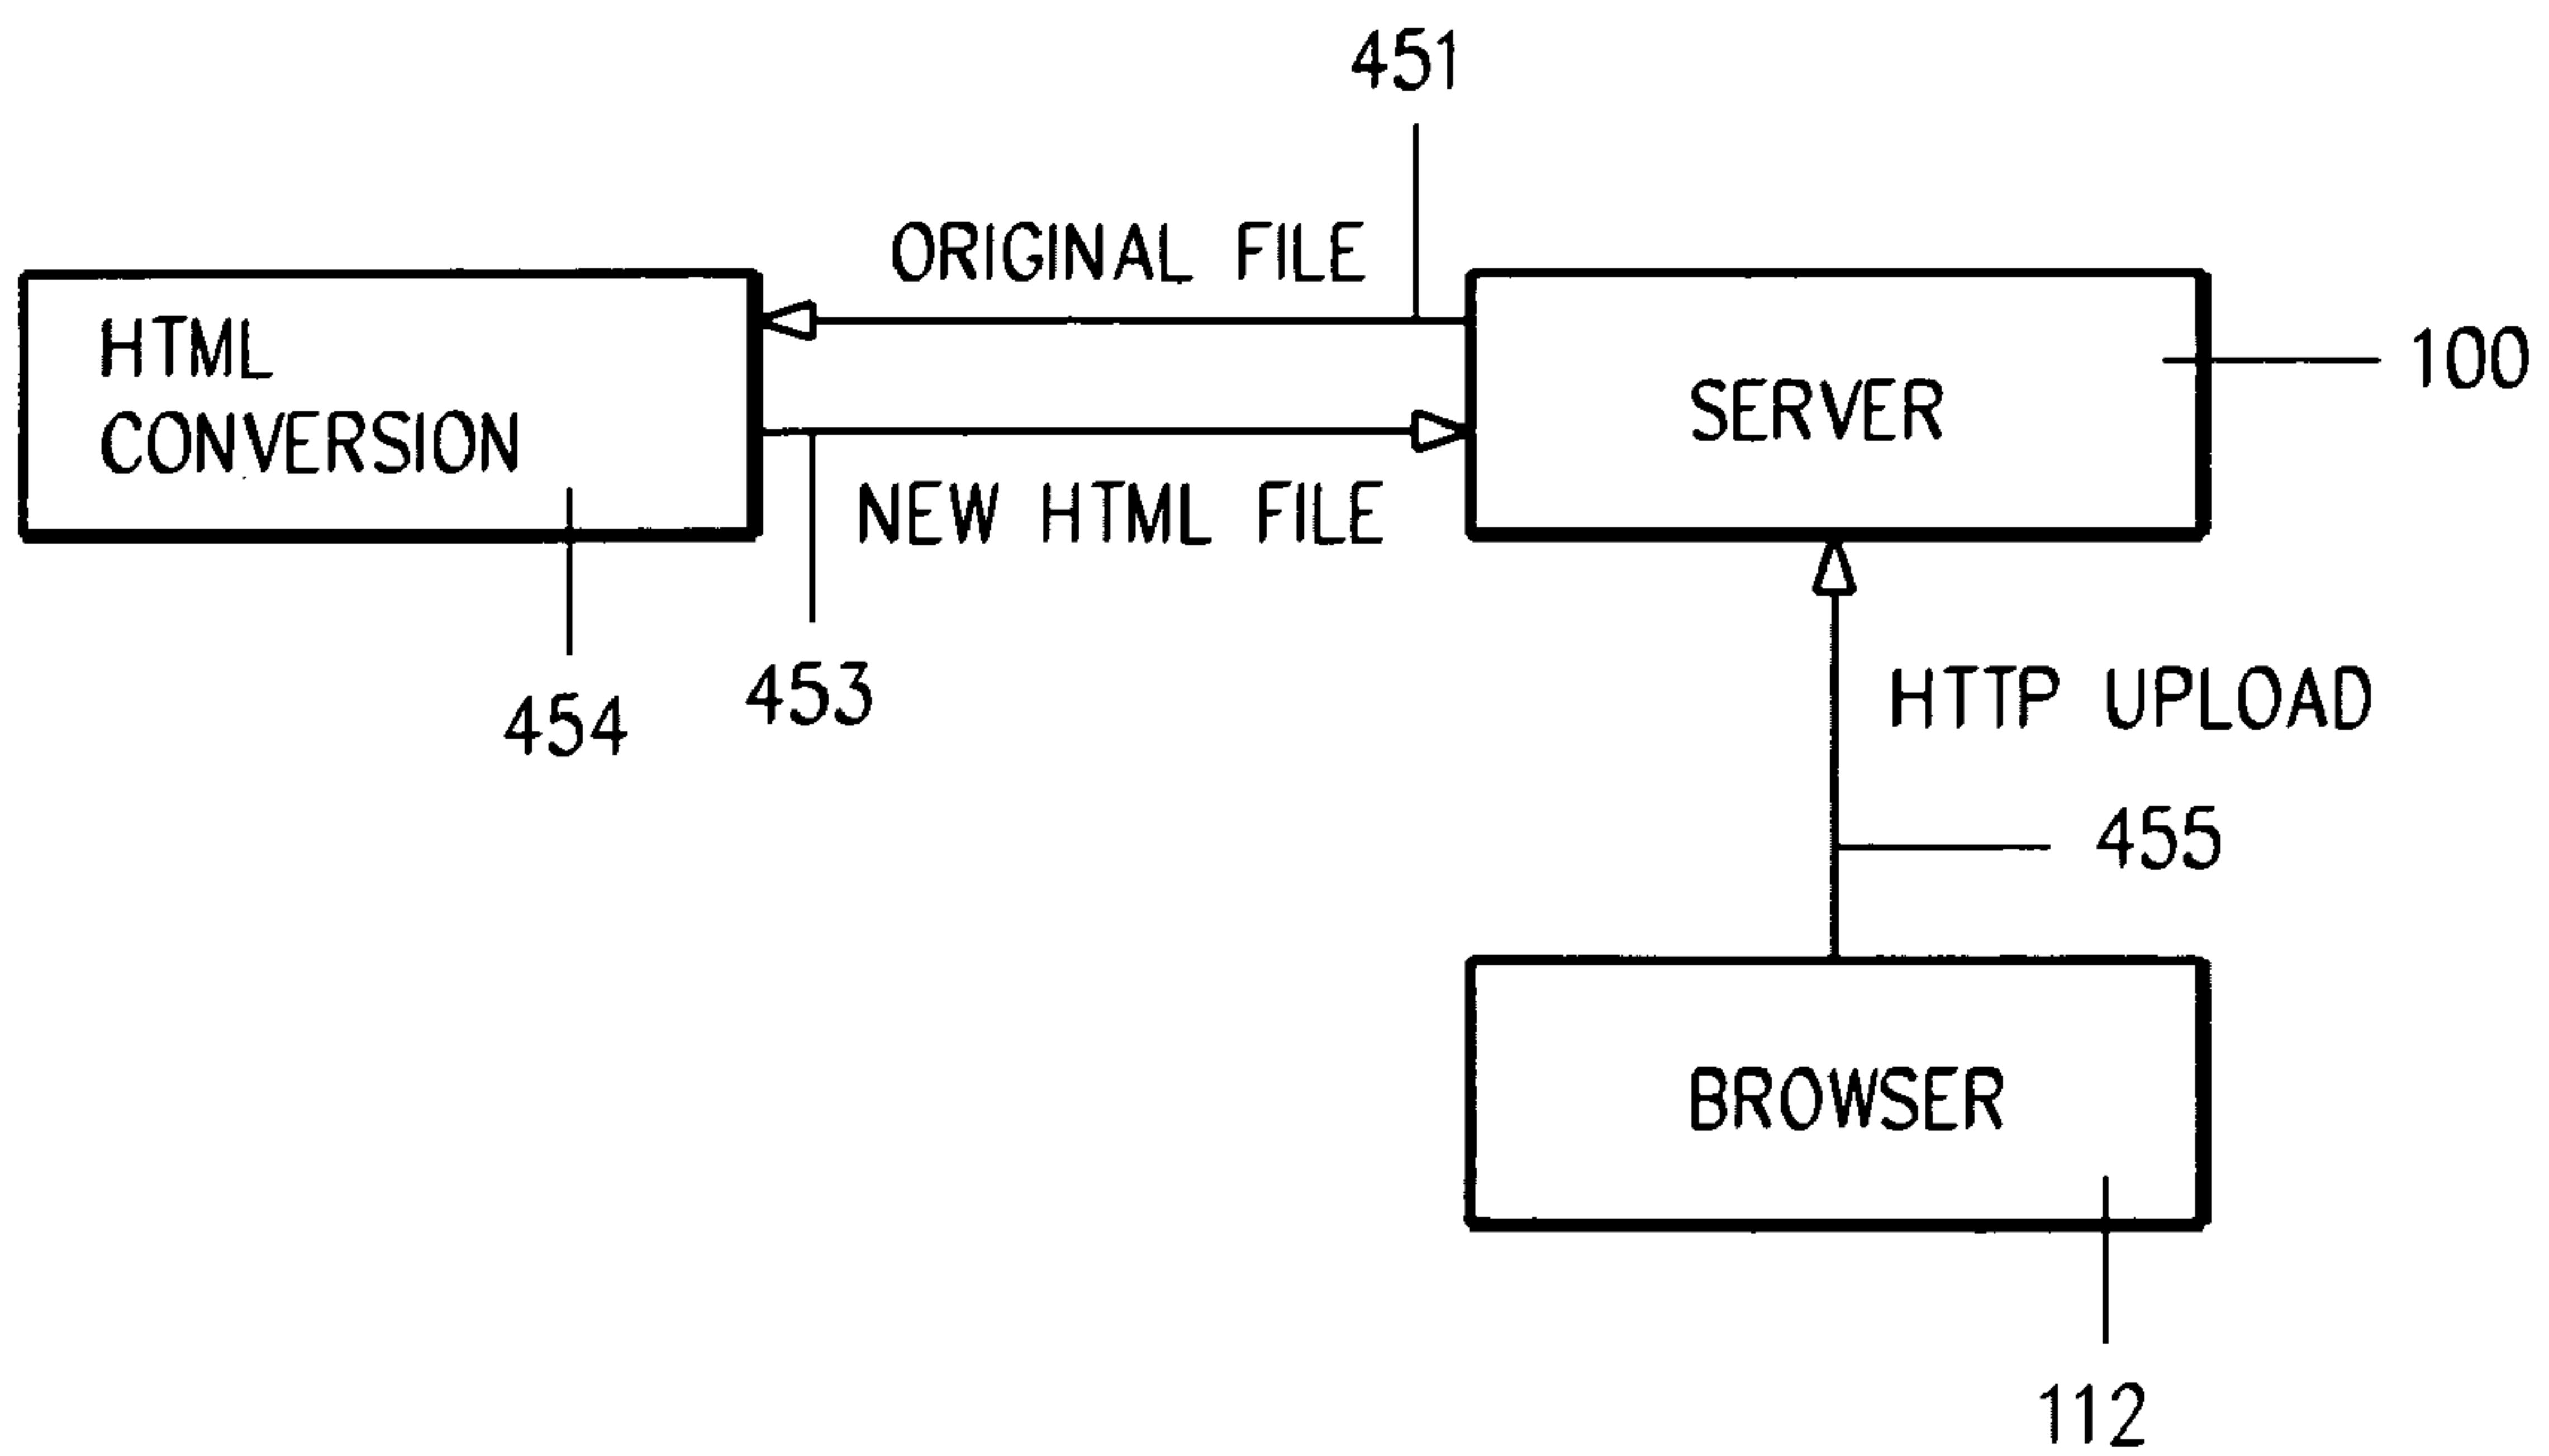 451
ORIGINAL FILE
HTML
CONVERSION
SERVER
100
NEW HTML FILE
453
454
HTTP UPLOAD
455
BROWSER
112